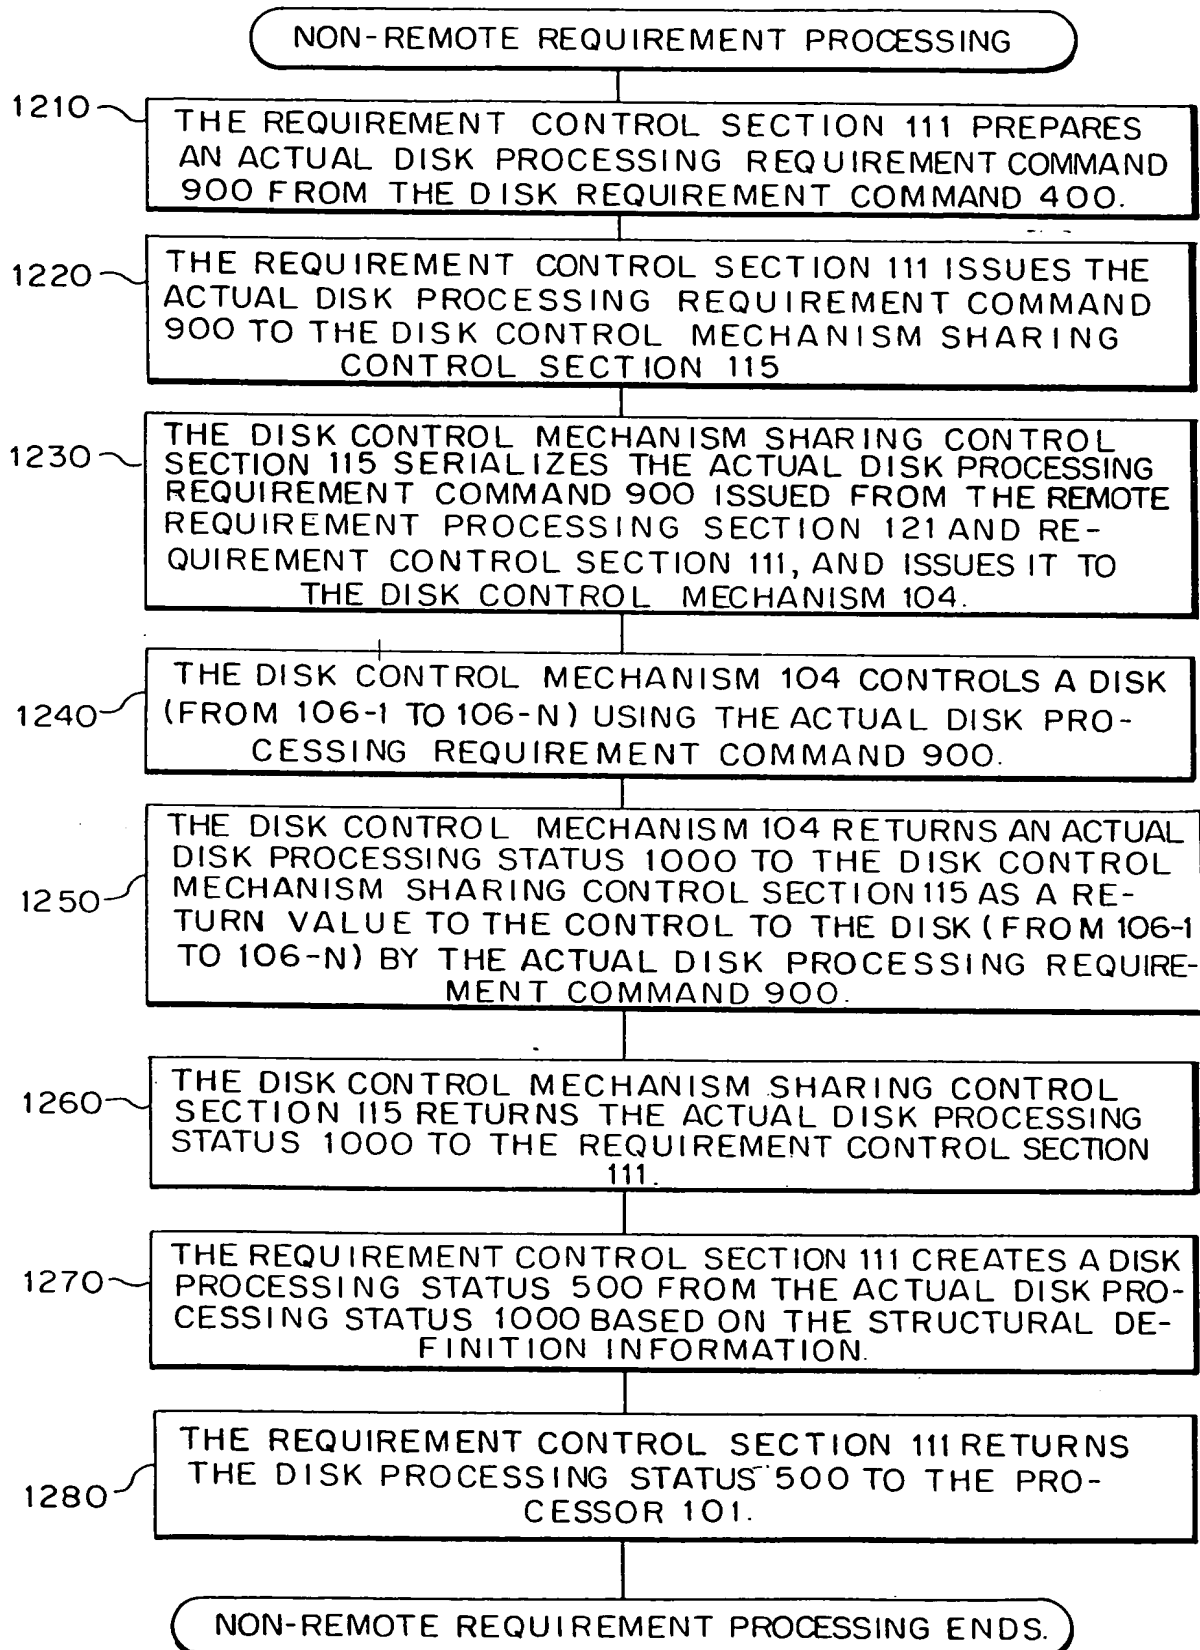 NON-REMOTE REQUIREMENT PROCESSING
1210
THE REQUIREMENT CONTROL SECTION 111 PREPARES
AN ACTUAL DISK PROCESSING REQUIREMENT COMMAND
900 FROM THE DISK REQUIREMENT COMMAND 400.
1220
THE REQUIREMENT CONTROL SECTION 111 ISSUES THE
ACTUAL DISK PROCESSING REQUIREMENT COMMAND
900 TO THE DISK CONTROL MECHANISM SHARING
CONTROL SECTION 115
1230
THE DISK CONTROL MECHANISM SHARING CONTROL
SECTION 115 SERIALIZES THE ACTUAL DISK PROCESSING
REQUIREMENT COMMAND 900 ISSUED FROM THE REMOTE
REQUIREMENT PROCESSING SECTION 121 AND RE-
QUIREMENT CONTROL SECTION 111, AND ISSUES IT TO
THE DISK CONTROL MECHANISM 104.
1240
THE DISK CONTROL MECHANISM 104 CONTROLS A DISK
(FROM 106-1 TO 106-N) USING THE ACTUAL DISK PRO-
CESSING REQUIREMENT COMMAND 900.
1250
THE DISK CONTROL MECHANISM 104 RETURNS AN ACTUAL
DISK PROCESSING STATUS 1000 TO THE DISK CONTROL
MECHANISM SHARING CONTROL SECTION 115 AS A RE-
TURN VALUE TO THE CONTROL TO THE DISK (FROM 106-1
TO 106-N) BY THE ACTUAL DISK PROCESSING REQUIRE-
MENT COMMAND 900.
1260
THE DISK CONTROL MECHANISM SHARING CONTROL
SECTION 115 RETURNS THE ACTUAL DISK PROCESSING
STATUS 1000 TO THE REQUIREMENT CONTROL SECTION
111.
1270
THE REQUIREMENT CONTROL SECTION 111 CREATES A DISK
PROCESSING STATUS 500 FROM THE ACTUAL DISK PRO-
CESSING STATUS 1000 BASED ON THE STRUCTURAL DE-
FINITION INFORMATION.
1280
THE REQUIREMENT CONTROL SECTION 111 RETURNS
THE DISK PROCESSING STATUS 500 TO THE PRO-
CESSOR 101.
NON-REMOTE REQUIREMENT PROCESSING ENDS.